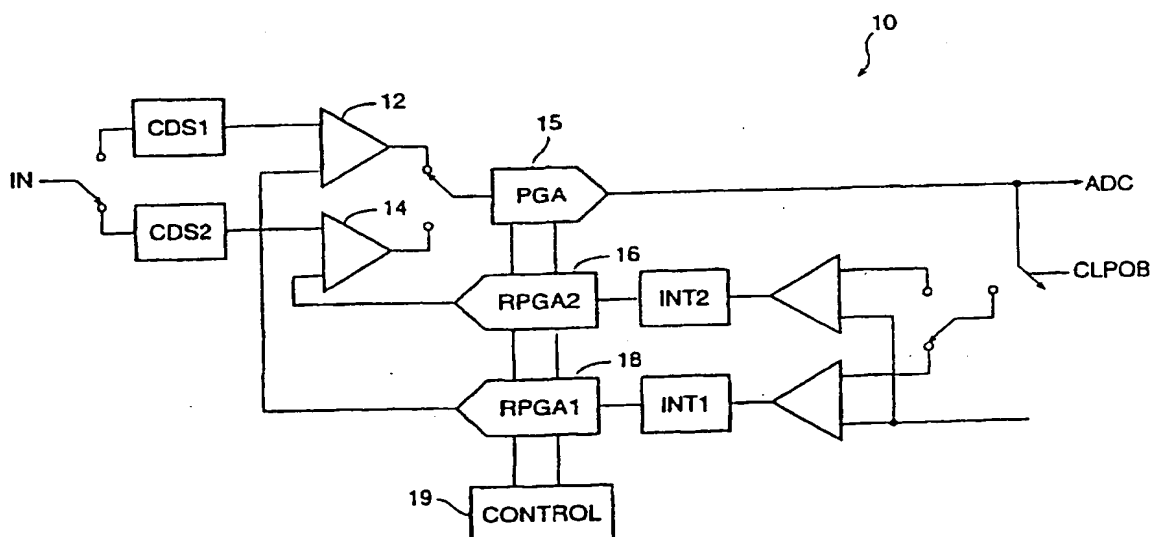 10
12
CDS1
15
IN
PGA
ADC
14
CDS2
16
CLPOB
RPGA2
INT2
18
RPGA1
INT1
19
CONTROL